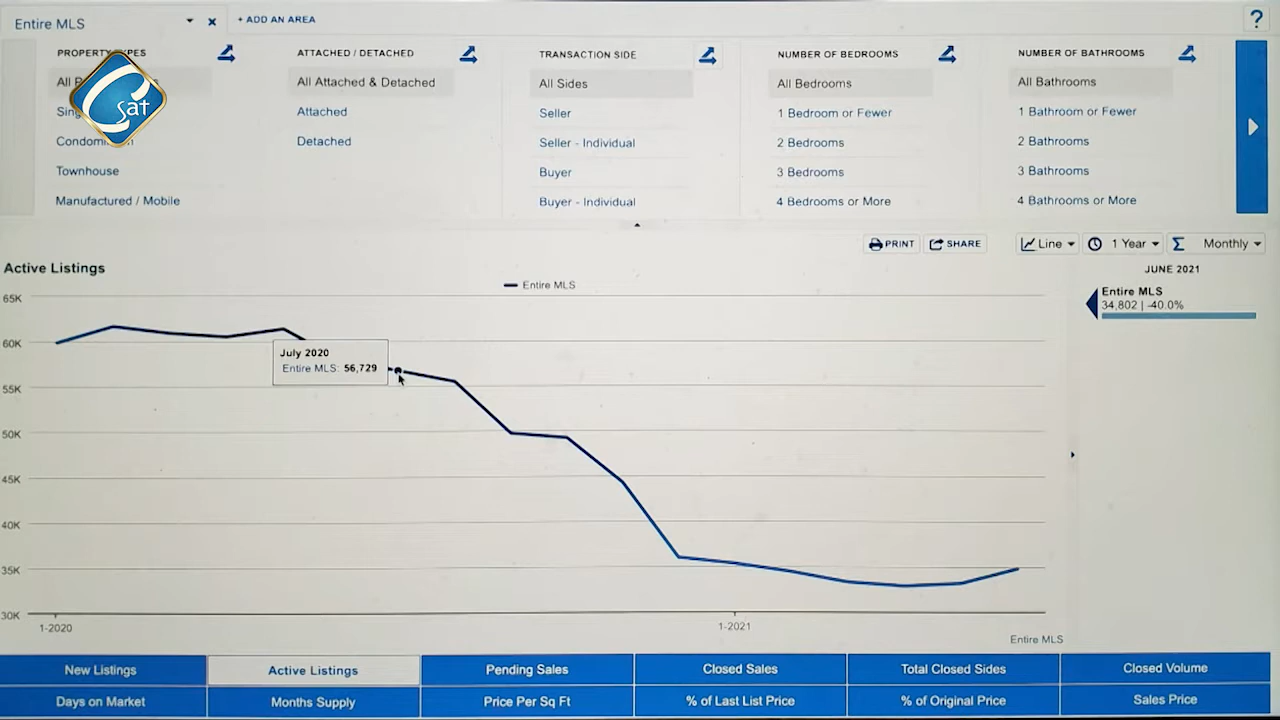 Entire MLS
+ ADD AN AREA
?
PROPERTY TYPES
ATTACHED / DETACHED
TRANSACTION SIDE
NUMBER OF BEDROOMS
NUMBER OF BATHROOMS
All Attached & Detached
All Sides
All Bedrooms
All Bathrooms
Csat
Attached
Seller
1 Bedroom or Fewer
1 Bathroom or Fewer
Detached
Seller - Individual
2 Bedrooms
2 Bathrooms
Townhouse
Buyer
3 Bedrooms
3 Bathrooms
Manufactured / Mobile
Buyer - Individual
4 Bedrooms or More
4 Bathrooms or More
PRINT
SHARE
Line
1 Year
Σ Monthly
Active Listings
JUNE 2021
Entire MLS
Entire MLS
34,802 | -40.0%
65K
60K
55K
50K
45K
40K
35K
30K
July 2020
Entire MLS: 56,729
1-2020
1-2021
Entire MLS
New Listings
Active Listings
Pending Sales
Closed Sales
Total Closed Sides
Closed Volume
Days on Market
Months Supply
Price Per Sq Ft
% of Last List Price
% of Original Price
Sales Price